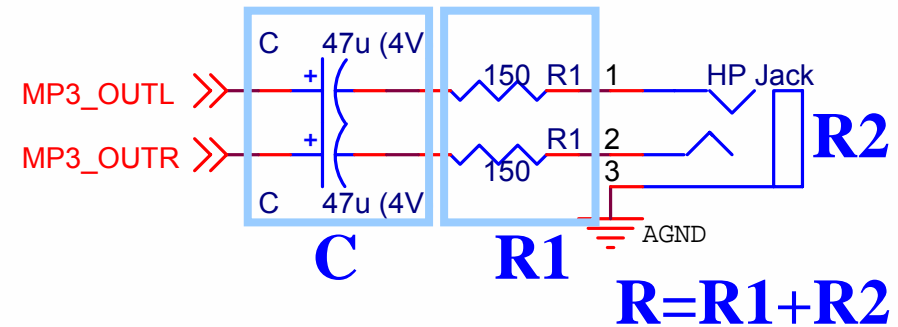 C 47u (4V
MP3_OUTL + 150 R1 1 HP Jack
MP3_OUTR + R1 2 R2
150 3
C 47u (4V
AGND
C R1
R=R1+R2